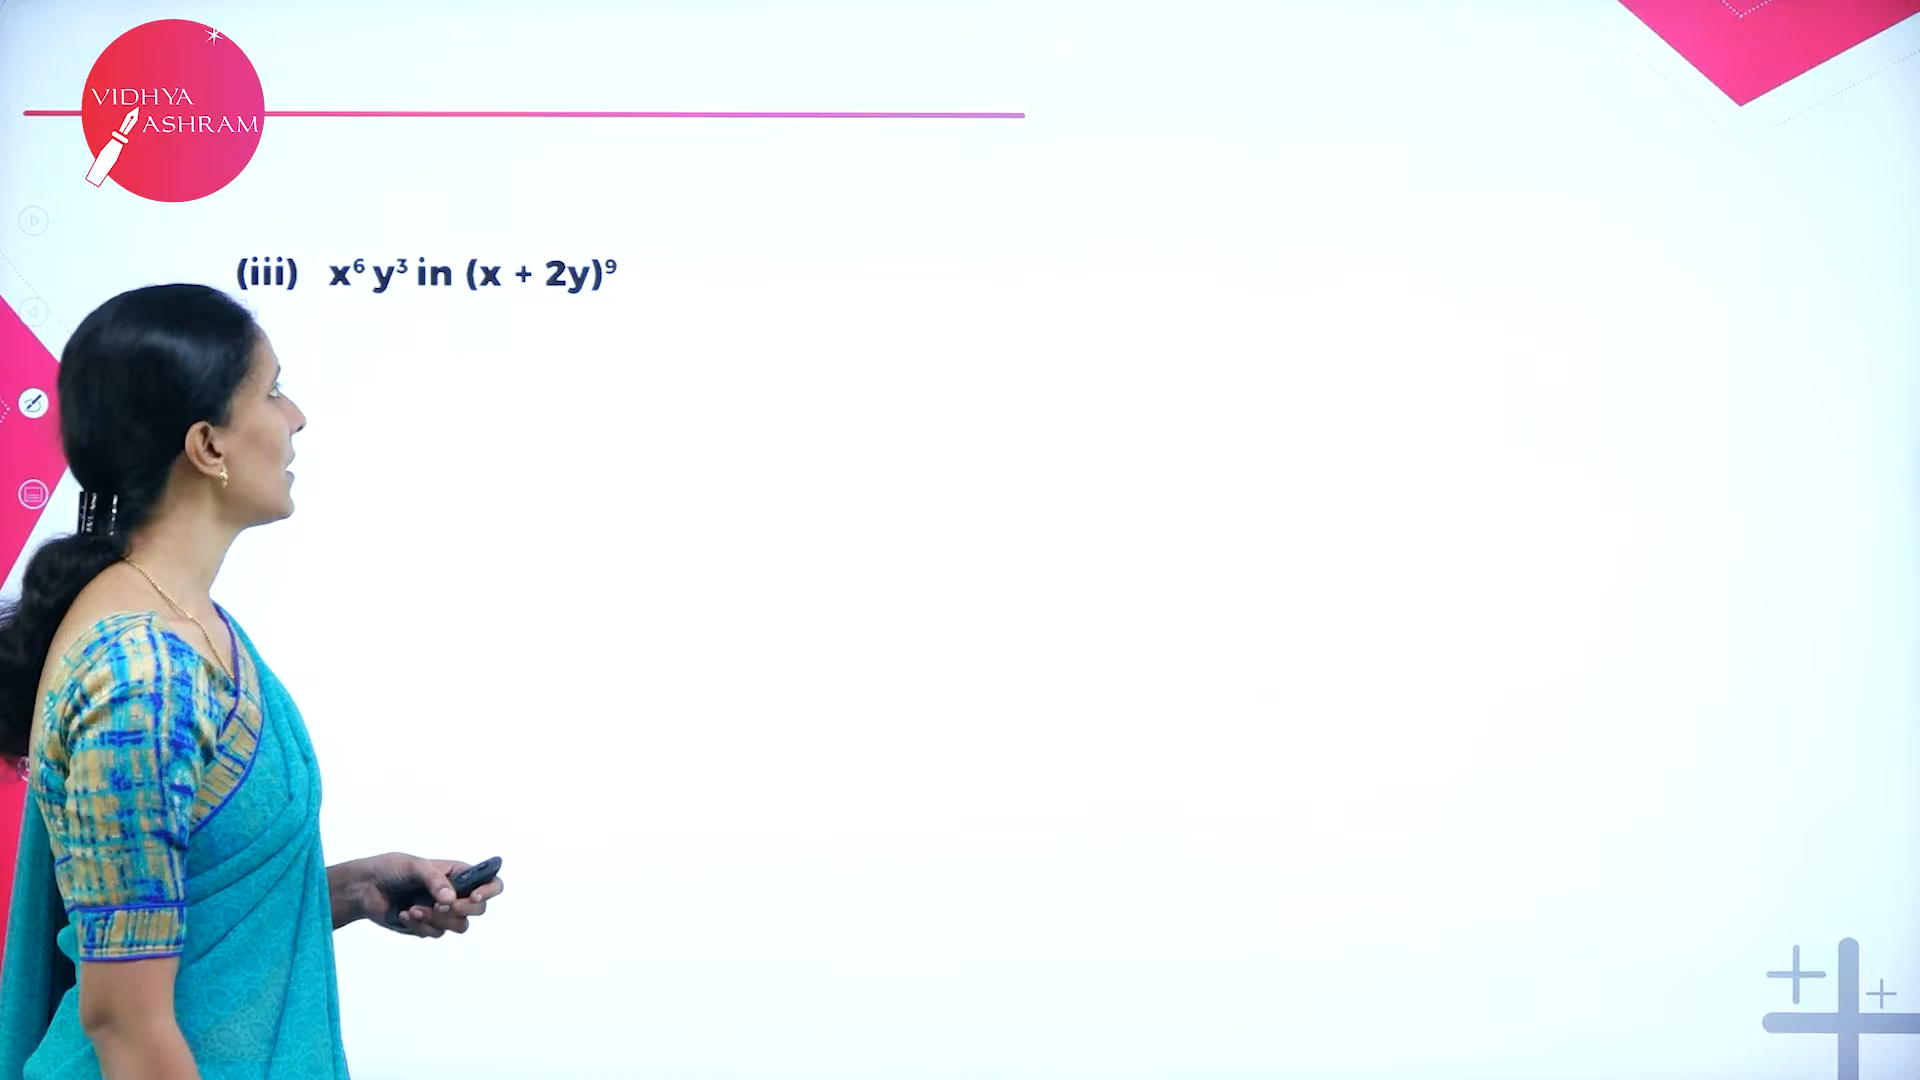 VIDHYA
ASHRAM
(iii) x⁶ y³ in (x + 2y)⁹